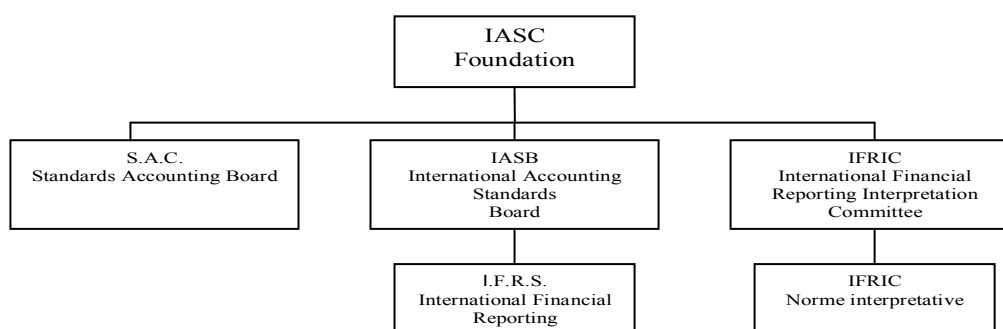 IASC
Foundation
S.A.C.
Standards Accounting Board
IASB
International Accounting
Standards
Board
IFRIC
International Financial
Reporting Interpretation
Committee
I.F.R.S.
International Financial
Reporting
IFRIC
Norme interpretative